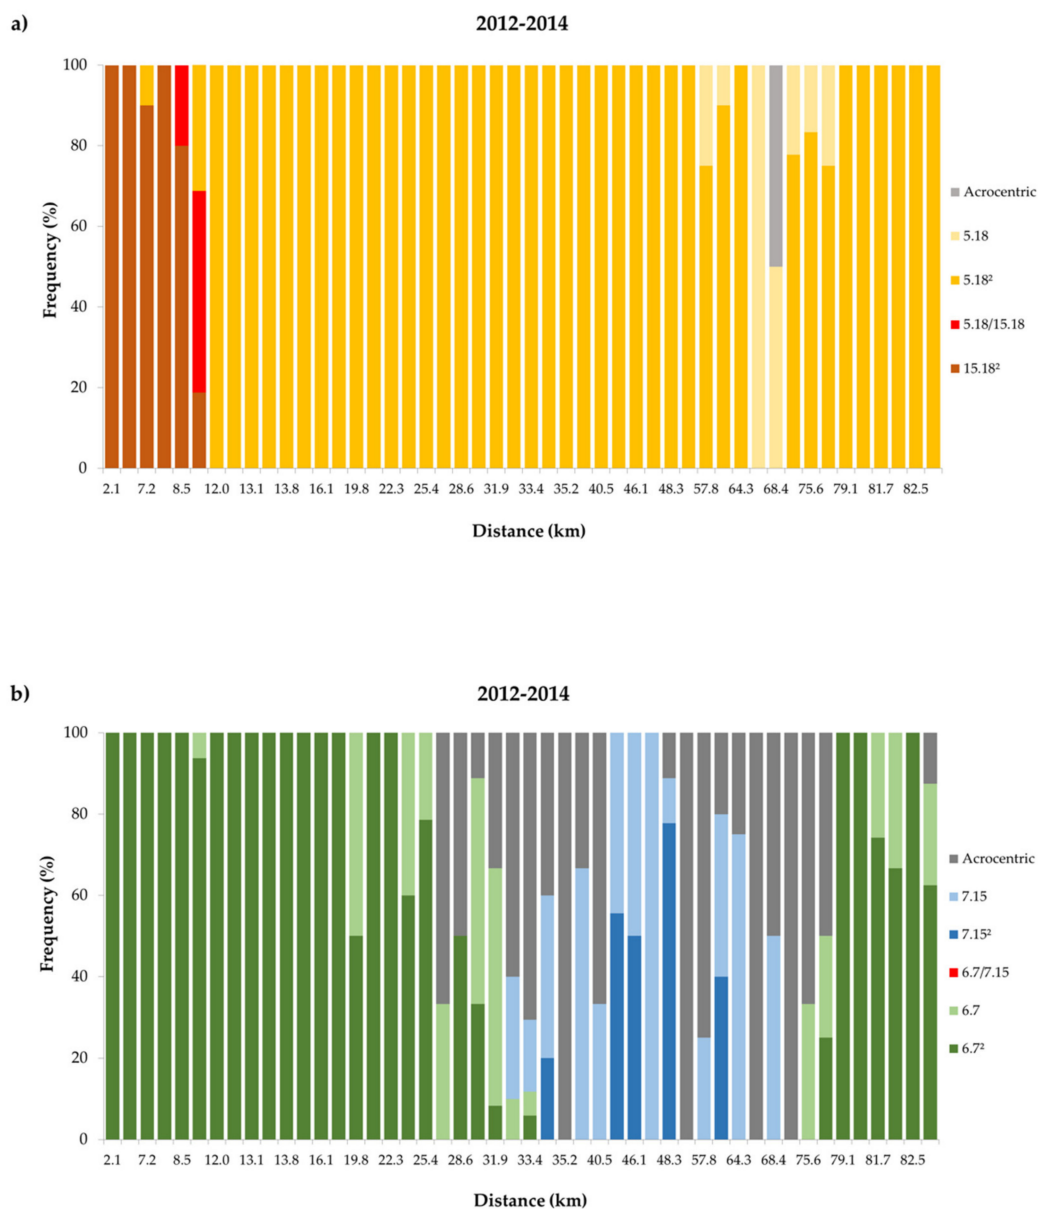 a)
2012-2014
100
80
60
40
20
0
Frequency (%)
2.1 7.2 8.5 12.0 13.1 13.8 16.1 19.8 22.3 25.4 28.6 31.9 33.4 35.2 40.5 46.1 48.3 57.8 64.3 68.4 75.6 79.1 81.7 82.5
Distance (km)
Acrocentric
5.18
5.18²
5.18/15.18
15.18²
b)
2012-2014
100
80
60
40
20
0
Frequency (%)
2.1 7.2 8.5 12.0 13.1 13.8 16.1 19.8 22.3 25.4 28.6 31.9 33.4 35.2 40.5 46.1 48.3 57.8 64.3 68.4 75.6 79.1 81.7 82.5
Distance (km)
Acrocentric
7.15
7.15²
6.7/7.15
6.7
6.7²